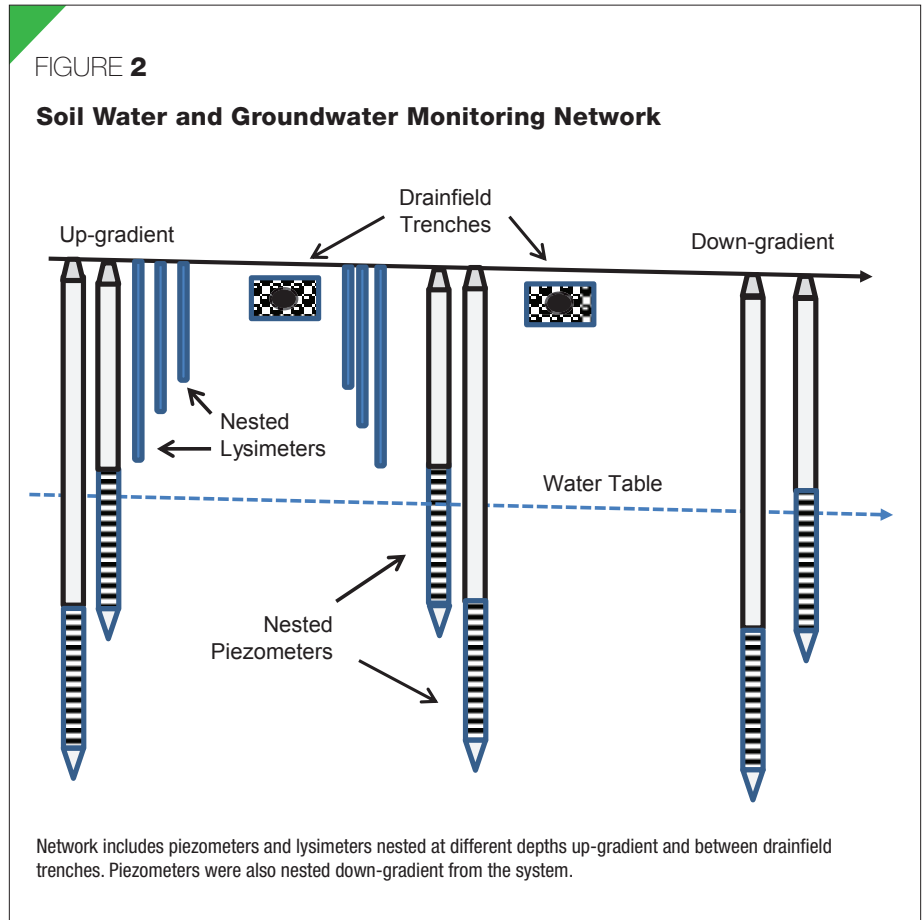 FIGURE 2
Soil Water and Groundwater Monitoring Network
Drainfield
Trenches
Up-gradient
Down-gradient
Nested
Lysimeters
Water Table
Nested
Piezometers
Network includes piezometers and lysimeters nested at different depths up-gradient and between drainfield
trenches. Piezometers were also nested down-gradient from the system.